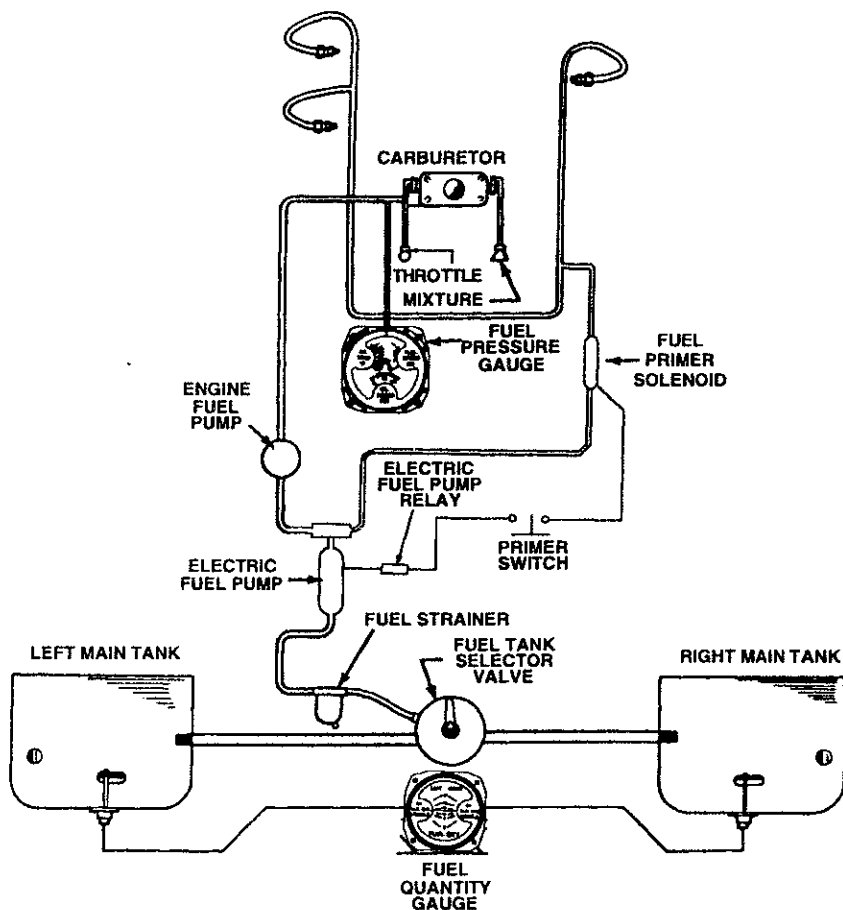 CARBURETOR
THROTTLE
MIXTURE
FUEL
PRESSURE
GAUGE
FUEL
PRIMER
SOLENOID
ENGINE
FUEL
PUMP
ELECTRIC
FUEL PUMP
RELAY
PRIMER
SWITCH
ELECTRIC
FUEL PUMP
FUEL STRAINER
FUEL TANK
SELECTOR
VALVE
LEFT MAIN TANK
RIGHT MAIN TANK
FUEL
QUANTITY
GAUGE